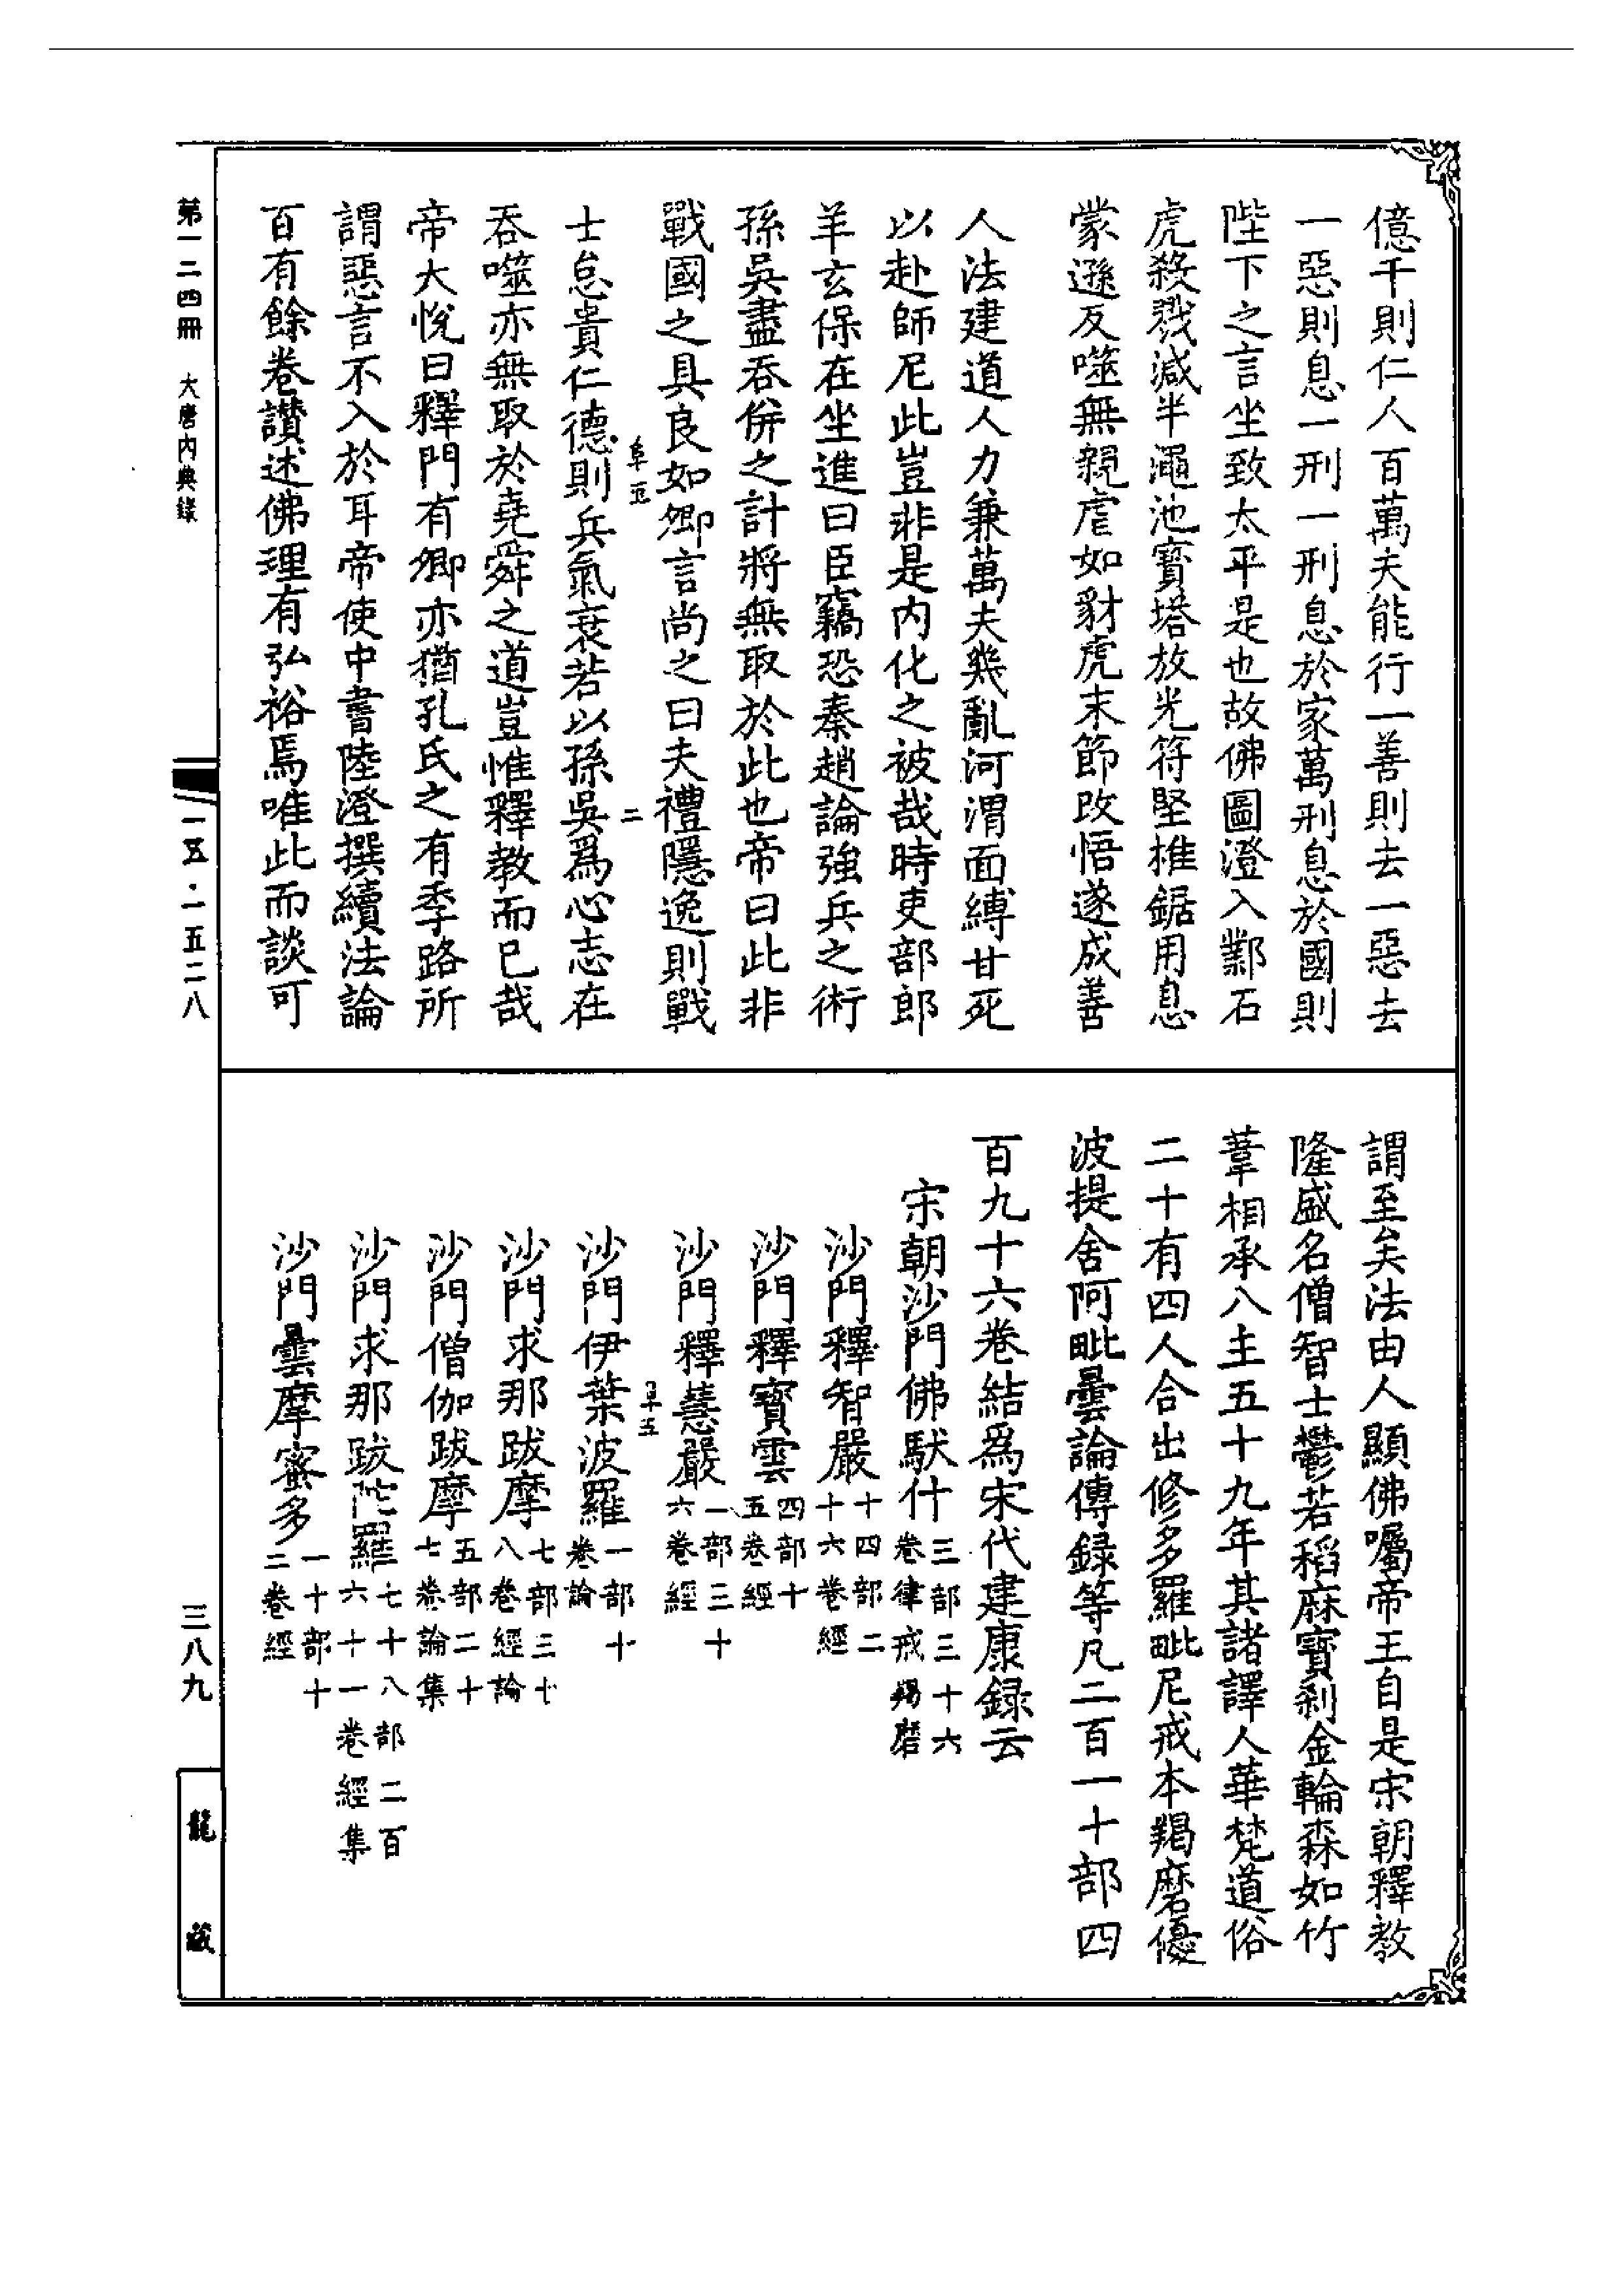 億千則仁人百萬夫能行一善則去一惡去
一惡則息一刑一刑息於家萬刑息於國則
陛下之言坐致太平是也故佛圖澄入鄴石
虎殺戮減半澠池寶塔放光符堅椎鋸用息
蒙遜反噬無親虐如豺虎末節改悟遂成善
人法建道人力兼萬夫幾亂河渭面縛甘死
以赴師厄此豈非是内化之被哉時吏部郎
羊玄保在坐進曰臣竊恐秦趙論強兵之術
孫吳盡吞併之計將無取於此也帝曰此非
戰國之具良如卿言尚之曰夫禮隱逸則戰
阜五
二
士怠貴仁德則兵氣衰若以孫吳爲心志在
吞噬亦無取於堯舜之道豈惟釋教而已哉
帝大悅曰釋門有卿亦猶孔氏之有季路所
謂惡言不入於耳帝使中書陸澄撰續法論
百有餘卷讚述佛理有弘裕焉唯此而談可
謂至矣法由人顯佛囑帝王自是宋朝釋教
隆盛名僧智士鬱若稻麻寶刹金輪森如竹
葦相承八主五十九年其諸譯人華梵道俗
二十有四人合出修多羅毗尼戒本羯磨優
波提舍阿毗曇論傳録等凡二百一十部四
百九十六卷結爲宋代建康録云
宋朝沙門佛馱什三部三十六卷律戒羯磨
沙門釋智嚴十四部二十六卷經
沙門釋寶雲四部十五卷經
沙門釋慧嚴一部三十六卷經
阜五
沙門伊葉波羅一部十卷論
沙門求那跋摩七部三十八卷經論
沙門僧伽跋摩五部二十七卷論集
沙門求那跋陀羅七十八部二百六十一卷經集
沙門曇摩蜜多一十部十二卷經
第一二四冊 大唐内典錄
一五·一五二八
三八九
龍藏